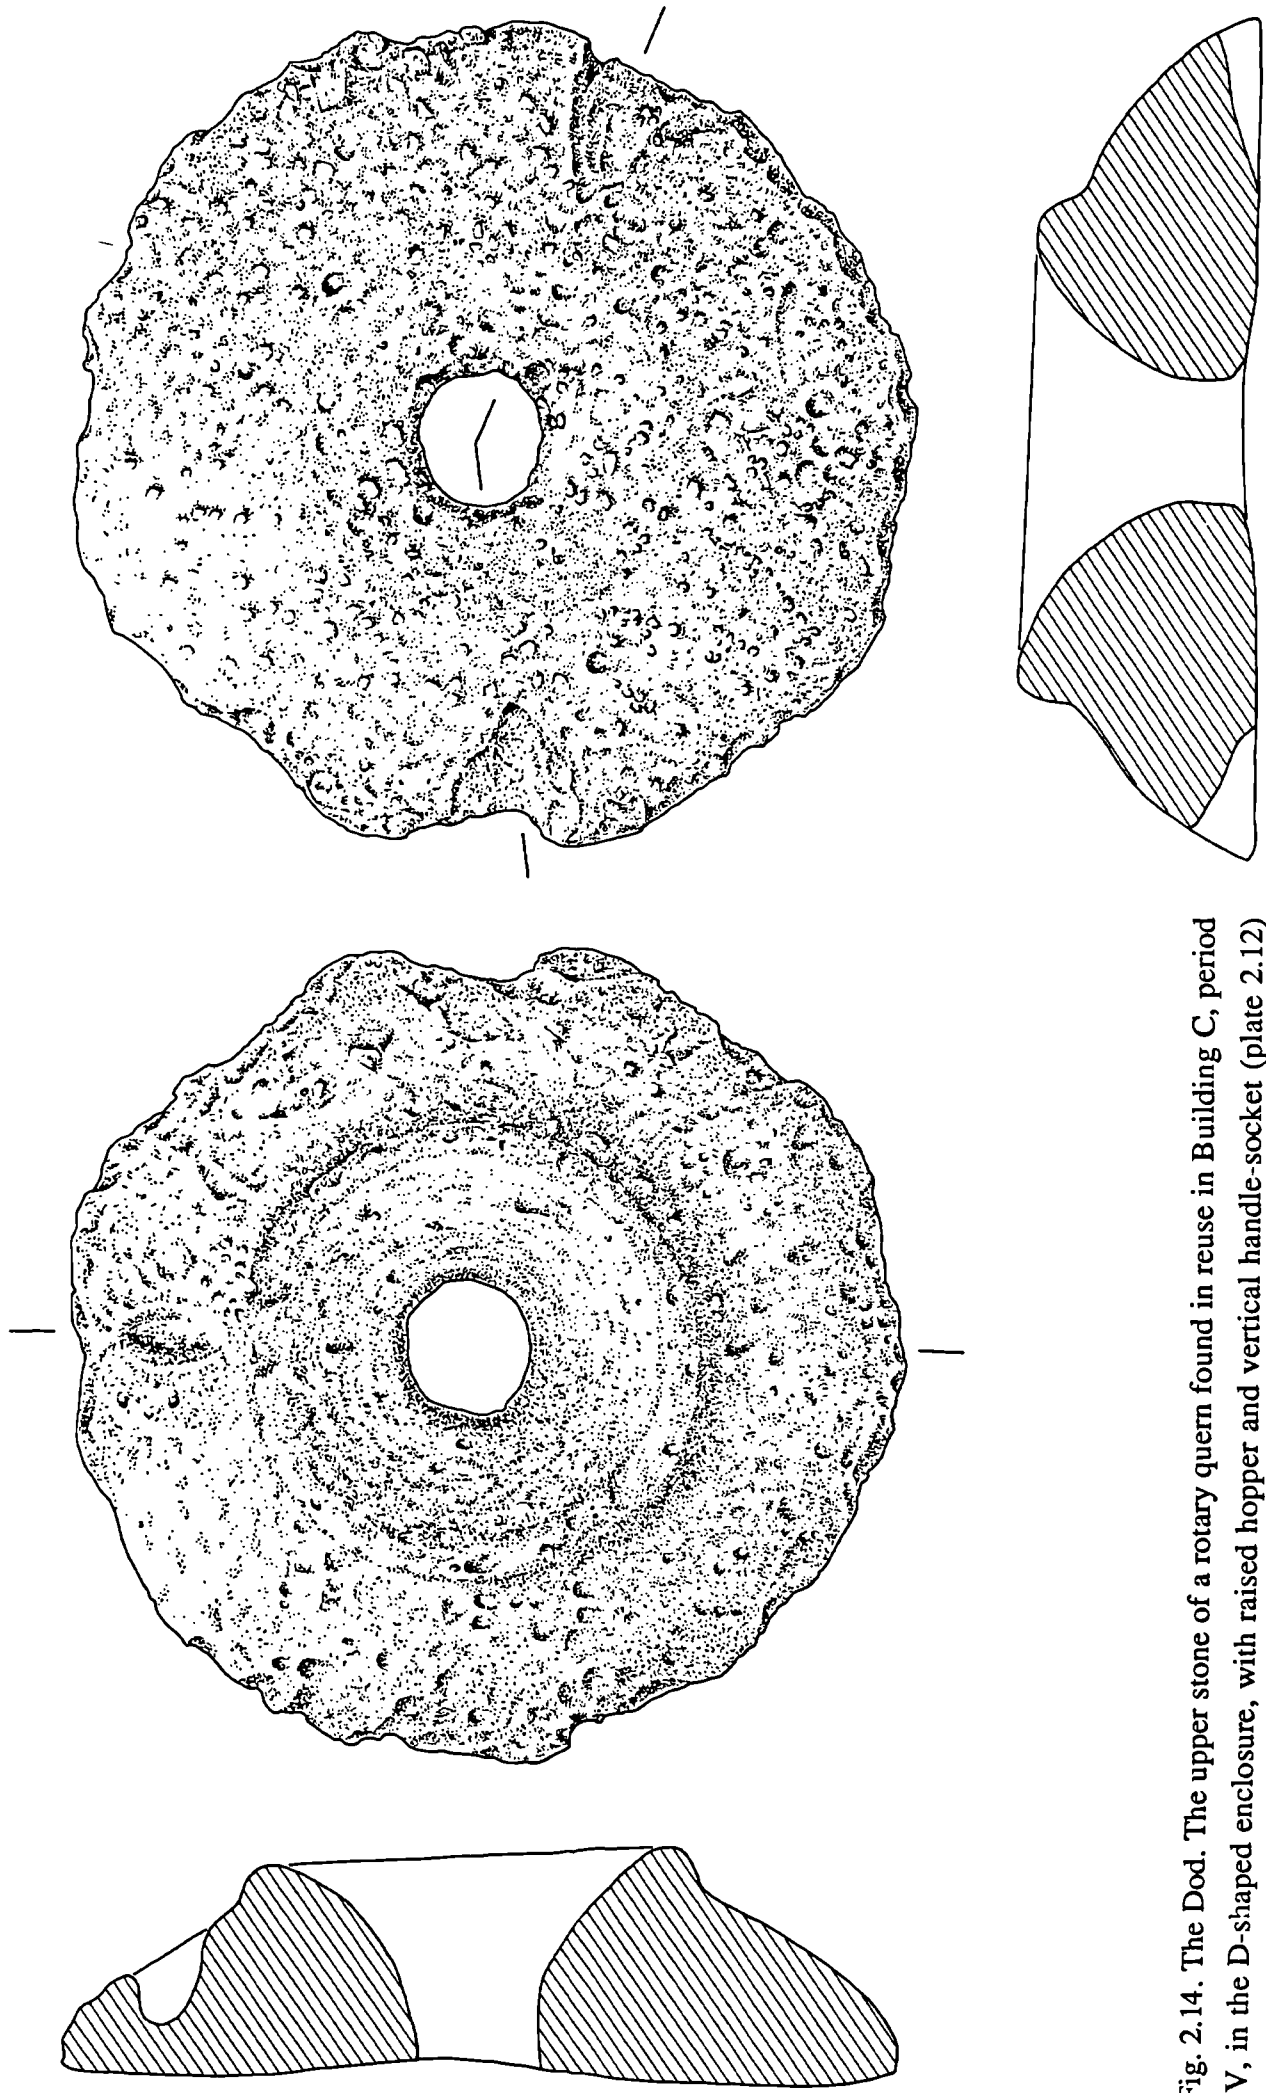 Fig. 2.14. The Dod. The upper stone of a rotary quern found in reuse in Building C, period
V, in the D-shaped enclosure, with raised hopper and vertical handle-socket (plate 2.12)